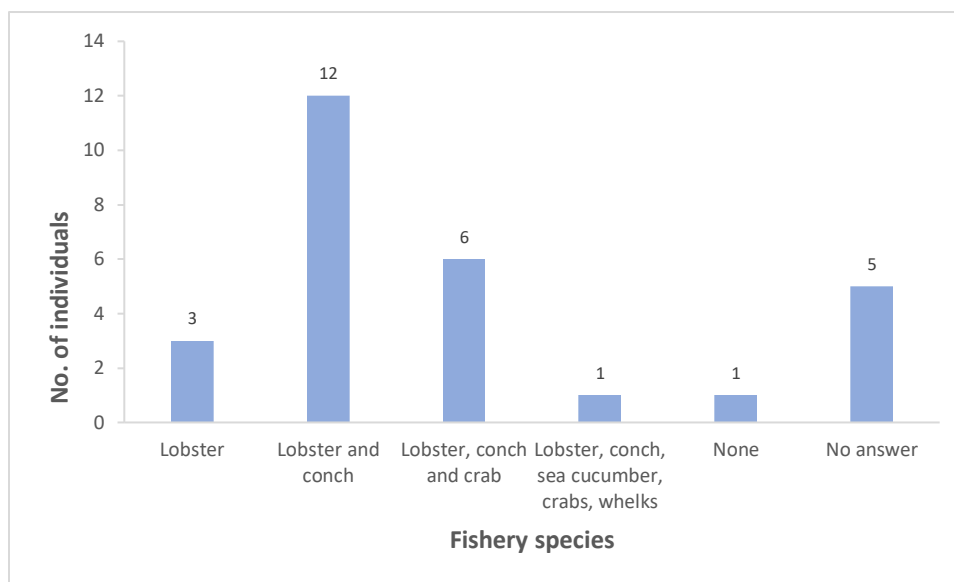 14
12
10
8
6
4
2
0
No. of individuals
3
12
6
1
1
5
Lobster
Lobster and
conch
Lobster, conch
and crab
Lobster, conch,
sea cucumber,
crabs, whelks
None
No answer
Fishery species